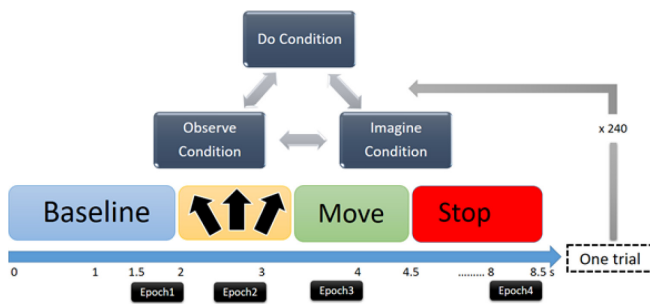 Do Condition
Observe
Condition
Imagine
Condition
x 240
Baseline
Move
Stop
One trial
0 1 1.5 2 3 4 4.5 ......... 8 8.5 s
Epoch1 Epoch2 Epoch3 Epoch4